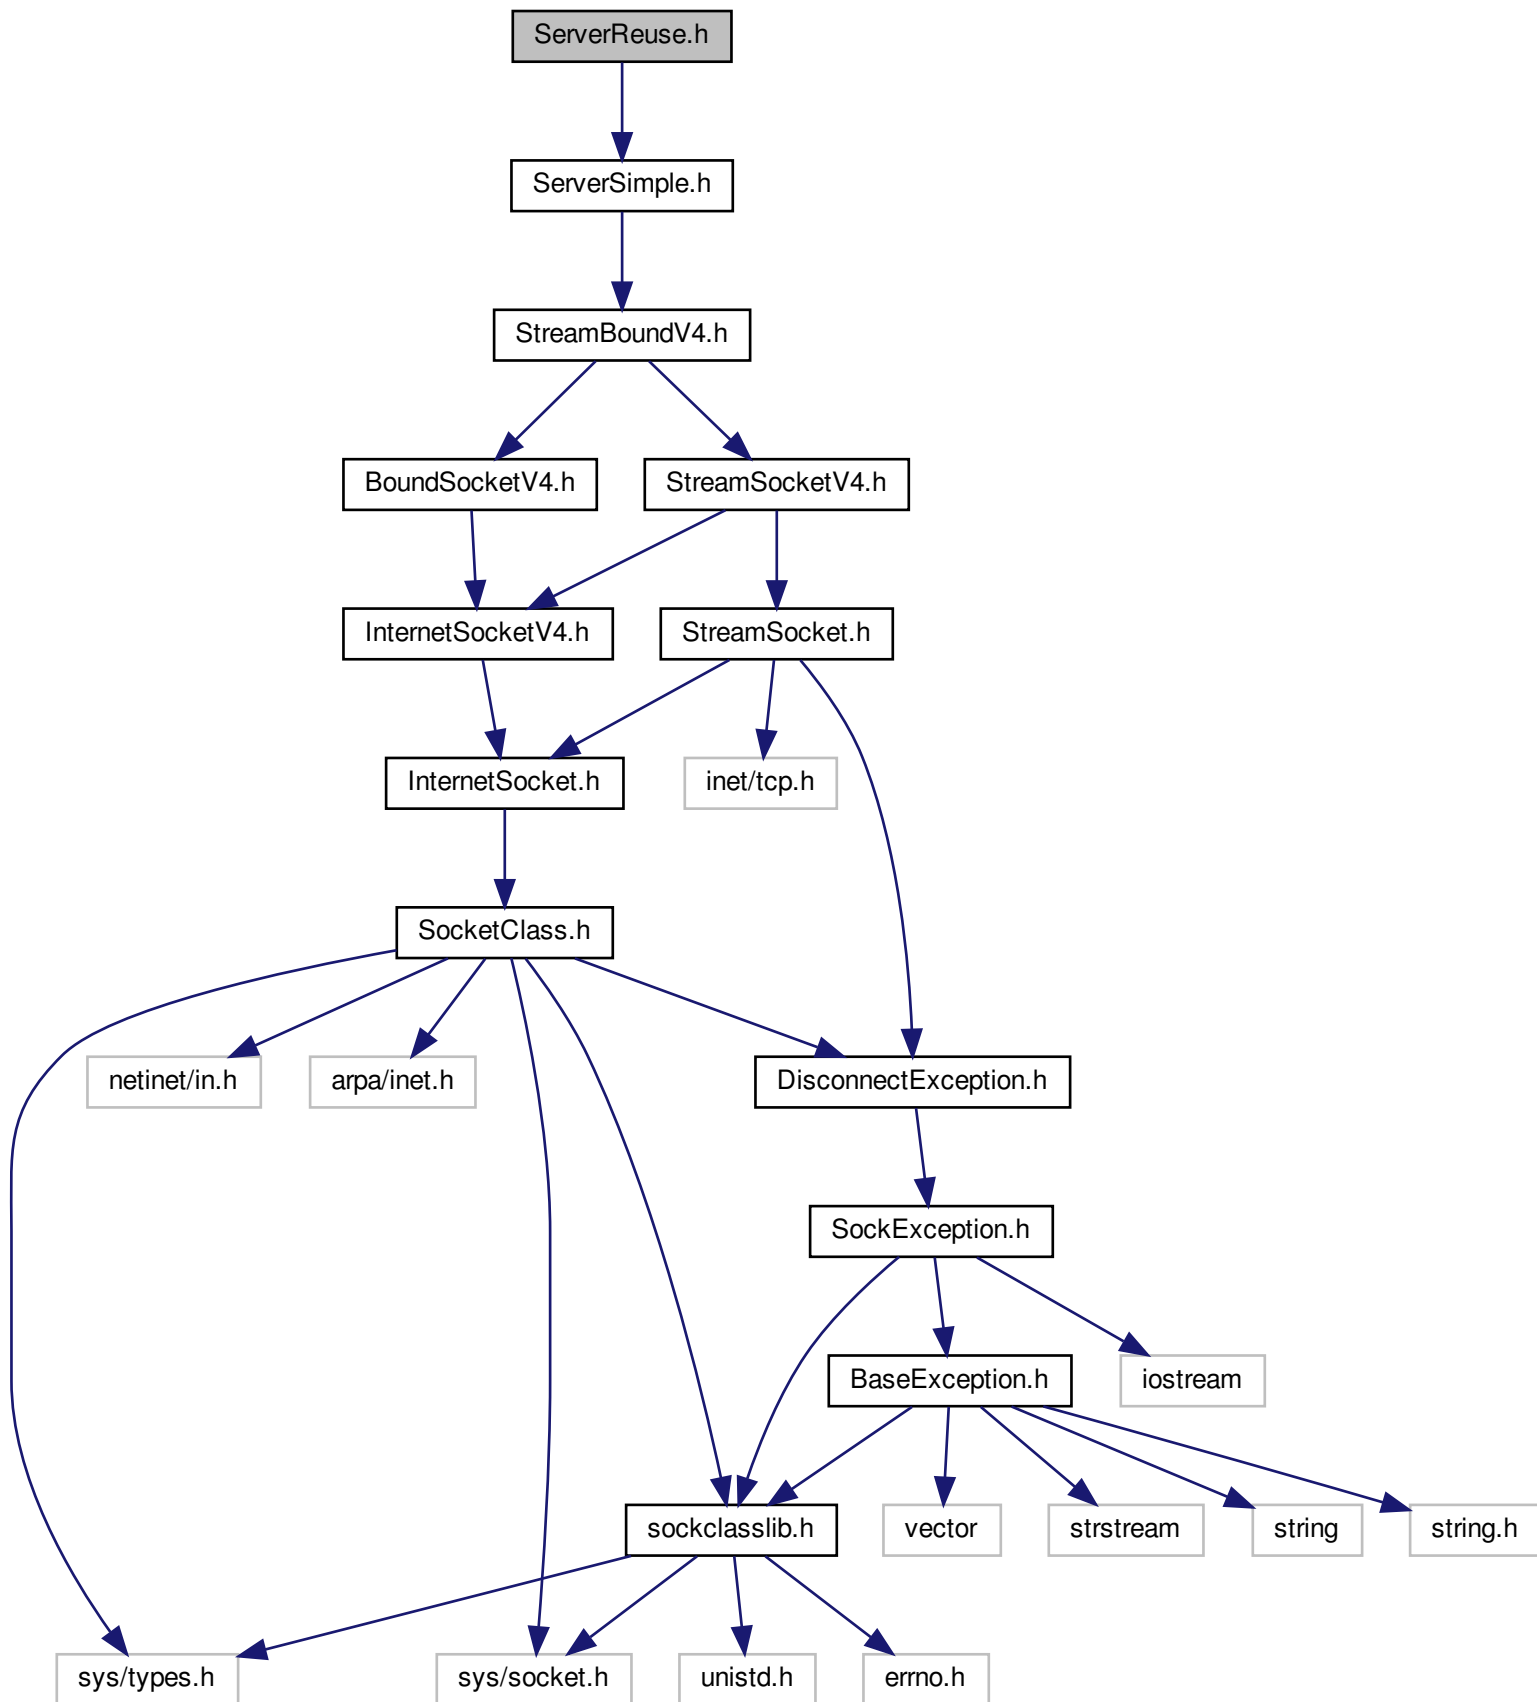 ServerReuse.h
ServerSimple.h
StreamBoundV4.h
BoundSocketV4.h
StreamSocketV4.h
InternetSocketV4.h
StreamSocket.h
InternetSocket.h
inet/tcp.h
SocketClass.h
netinet/in.h
arpa/inet.h
DisconnectException.h
SockException.h
BaseException.h
iostream
sockclasslib.h
vector
strstream
string
string.h
sys/types.h
sys/socket.h
unistd.h
errno.h